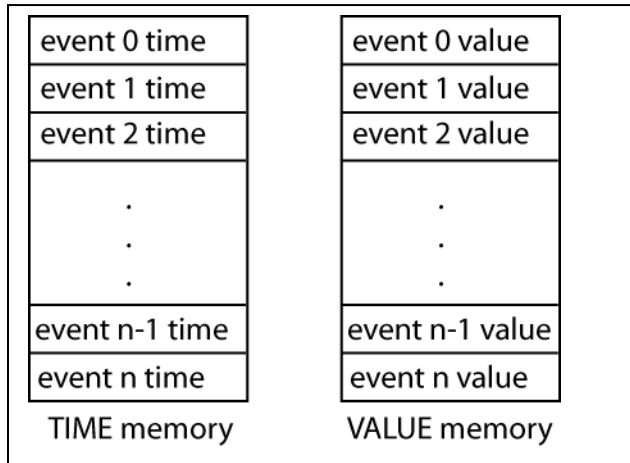 event 0 time event 0 value
event 1 time event 1 value
event 2 time event 2 value
. .
. .
. .
event n-1 time event n-1 value
event n time event n value
TIME memory VALUE memory